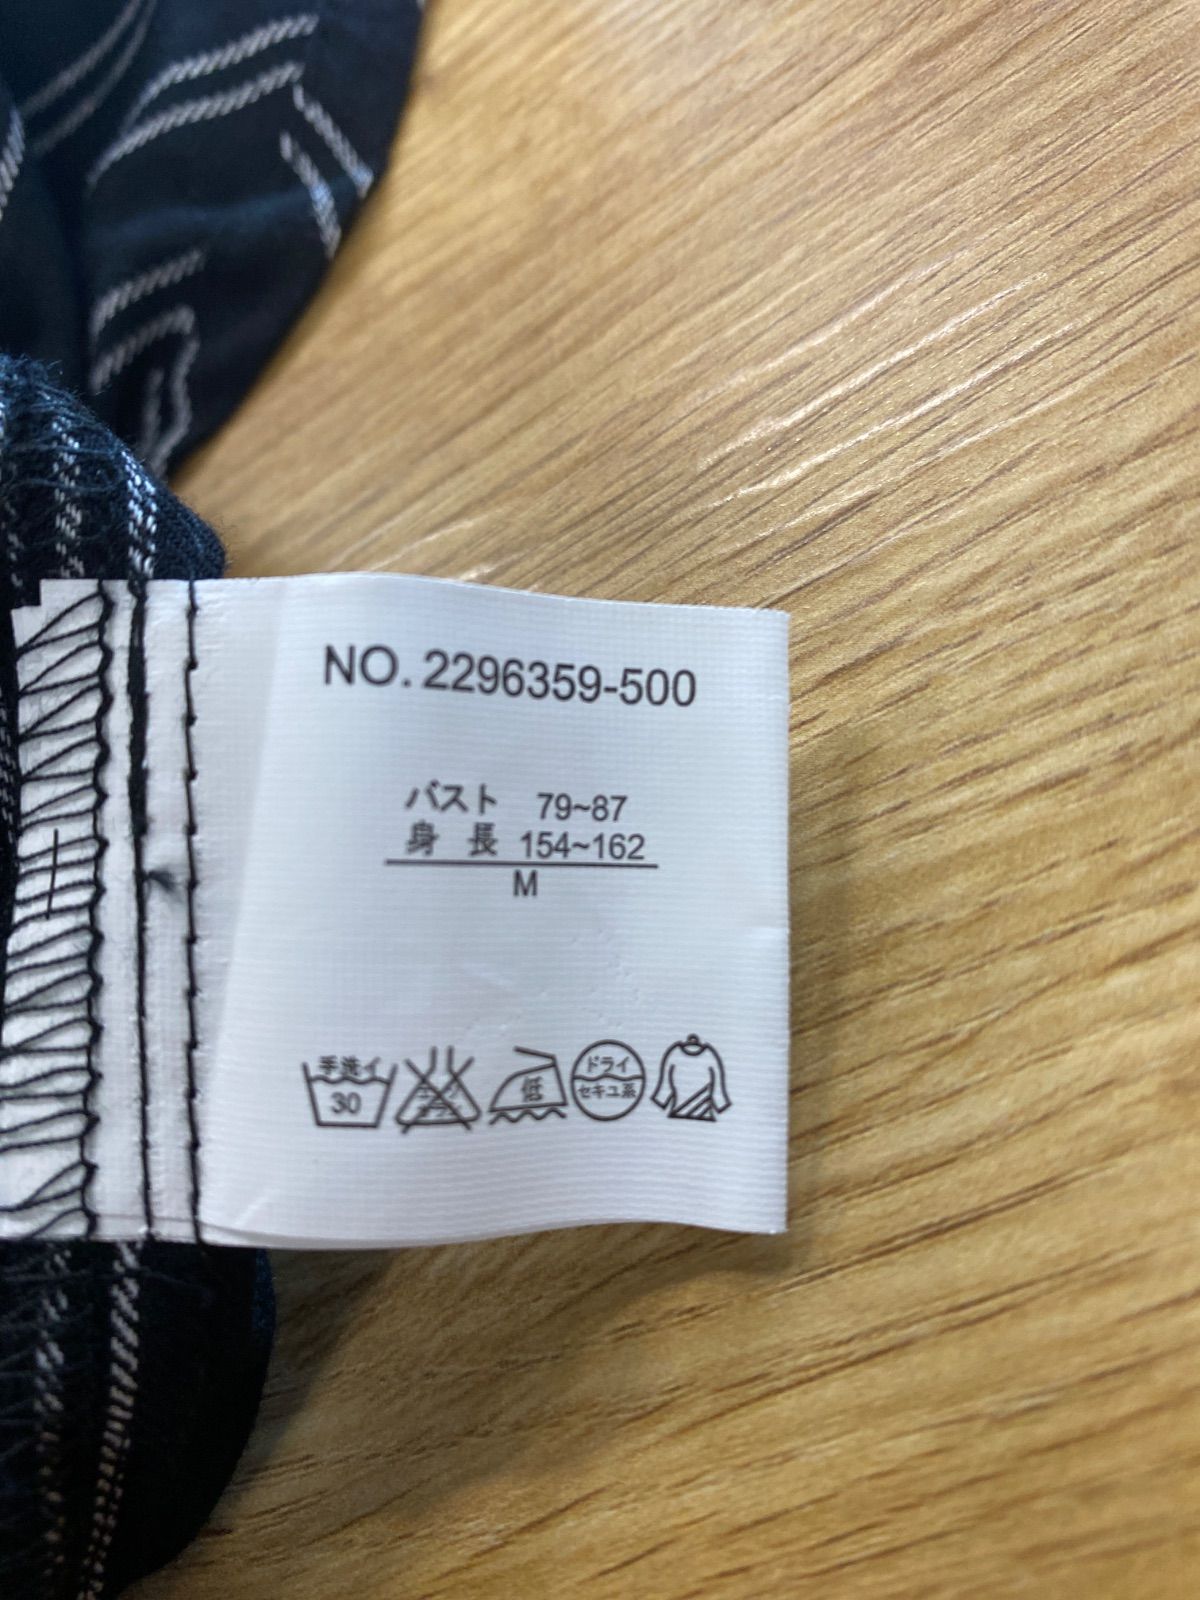 NO. 2296359-500
バスト 79~87
身長 154~162
M
手洗イ 30
低
ドライ
セキユ系